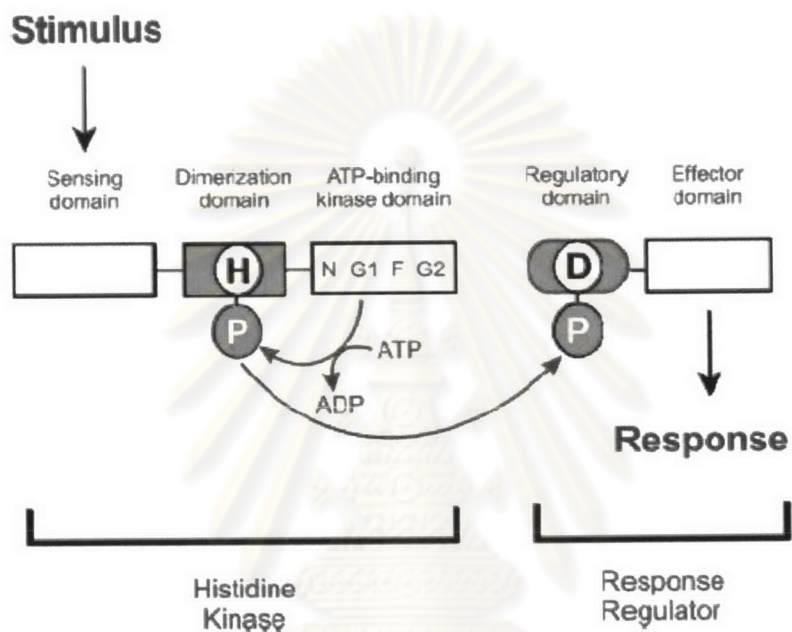 Stimulus
Sensing
domain
Dimerization
domain
ATP-binding
kinase domain
Regulatory
domain
Effector
domain
H
N G1 F G2
D
P
P
ATP
ADP
Response
Histidine
Kinase
Response
Regulator